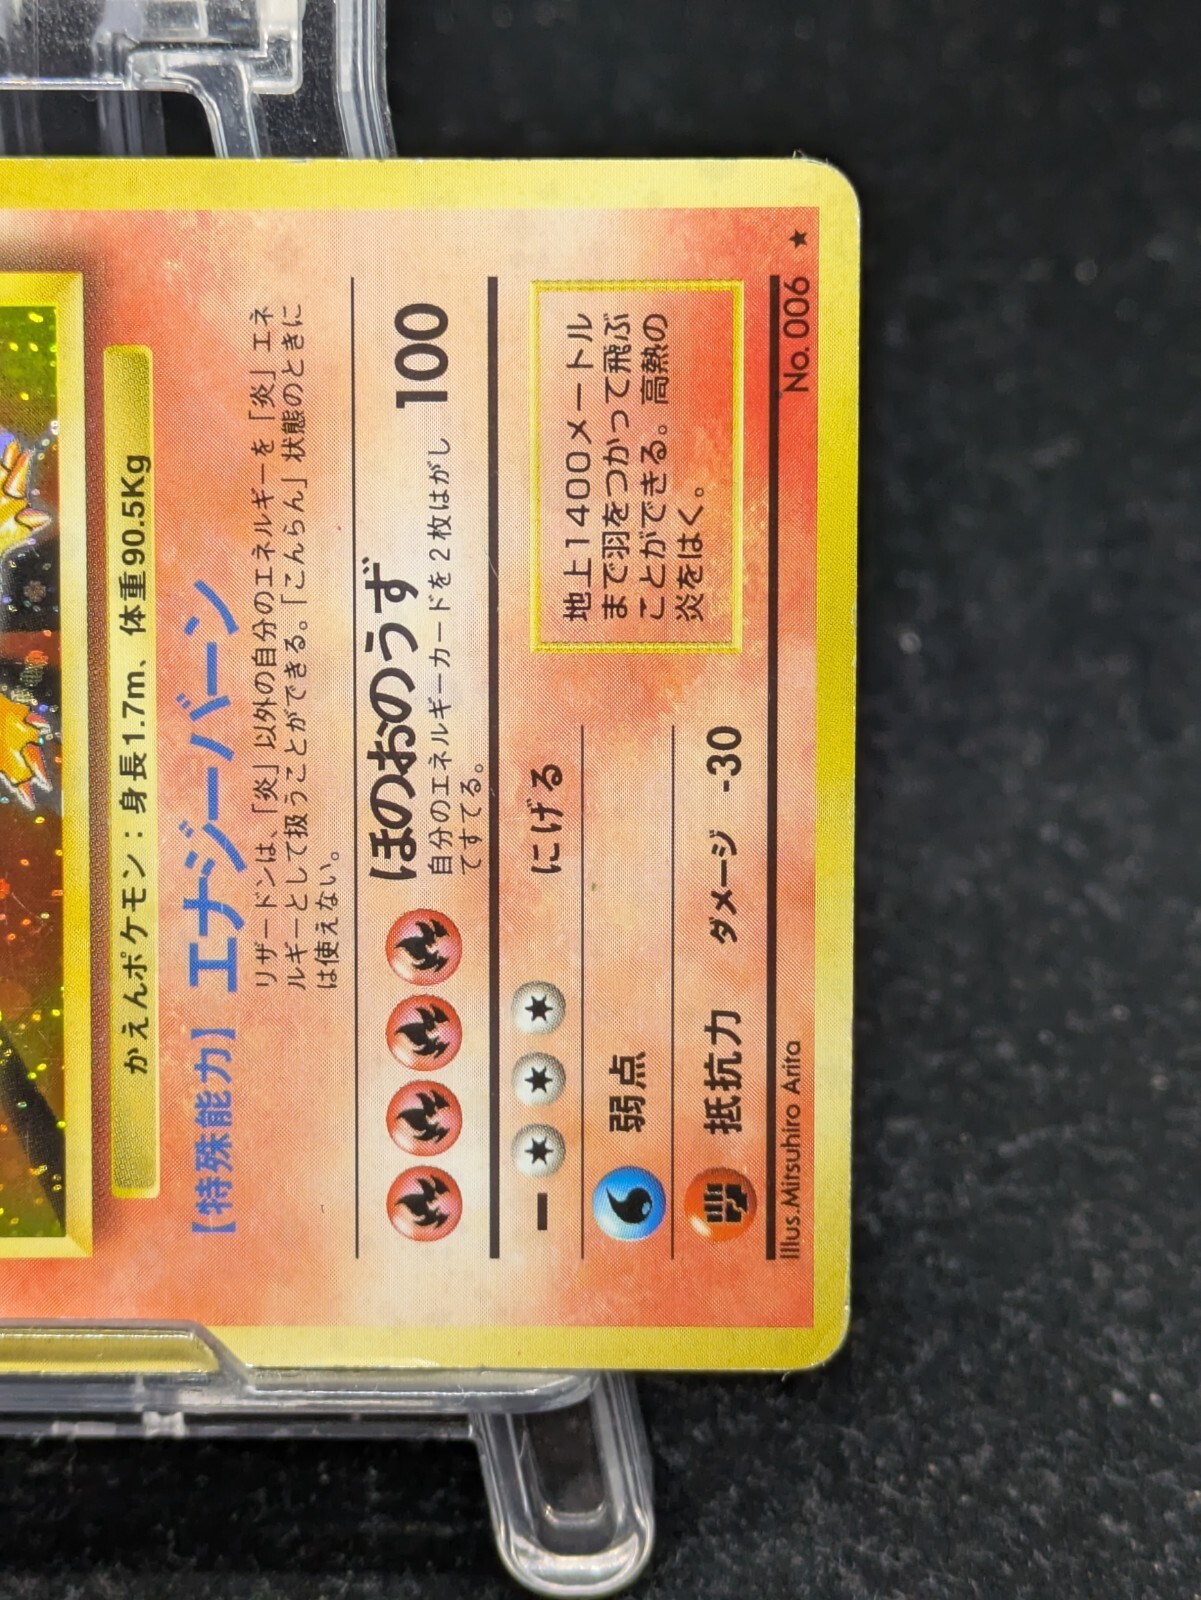 かえんポケモン：身長1.7m、体重90.5Kg
【特殊能力】エナジーバーン
リザードンは、「炎」以外の自分のエネルギーを「炎」エネ
ルギーとして扱うことができる。「こんらん」状態のときに
は使えない。
ほのおのうず 100
自分のエネルギーカードを2枚はがし
てすてる。
にげる
弱点
抵抗力 ダメージ -30
地上1400メートル
まで羽をつかって飛ぶ
ことができる。高熱の
炎をはく。
Illus.Mitsuhiro Arita No.006 ★